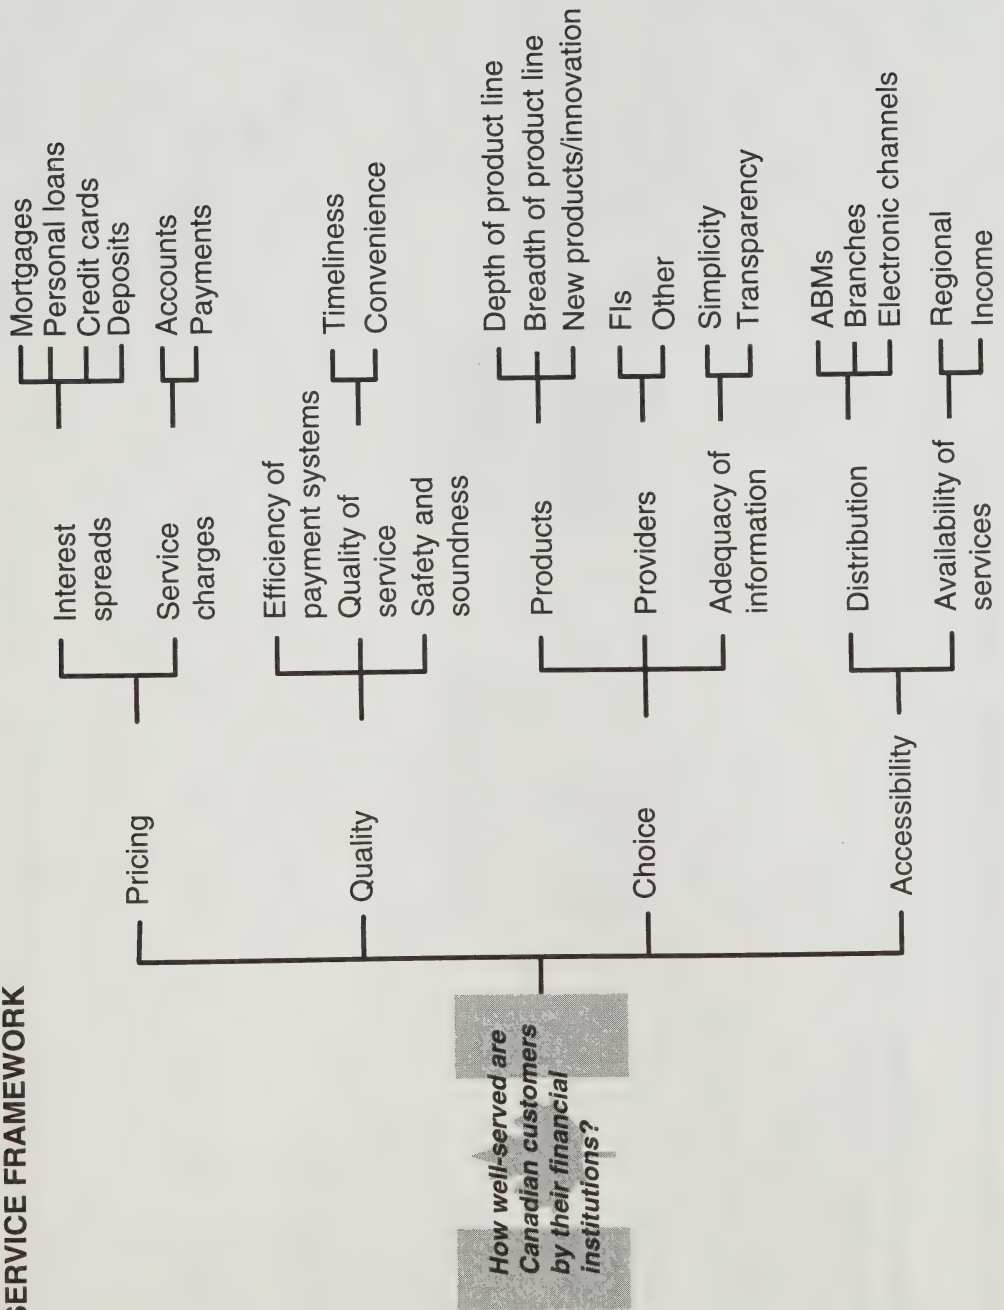 SERVICE FRAMEWORK
How well-served are
Canadian customers
by their financial
institutions?
Pricing
Interest
spreads
Mortgages
Personal loans
Credit cards
Deposits
Service
charges
Accounts
Payments
Quality
Efficiency of
payment systems
Quality of
service
Timeliness
Convenience
Safety and
soundness
Choice
Products
Depth of product line
Breadth of product line
New products/innovation
Providers
FIs
Other
Adequacy of
information
Simplicity
Transparency
Accessibility
Distribution
ABMs
Branches
Electronic channels
Availability of
services
Regional
Income